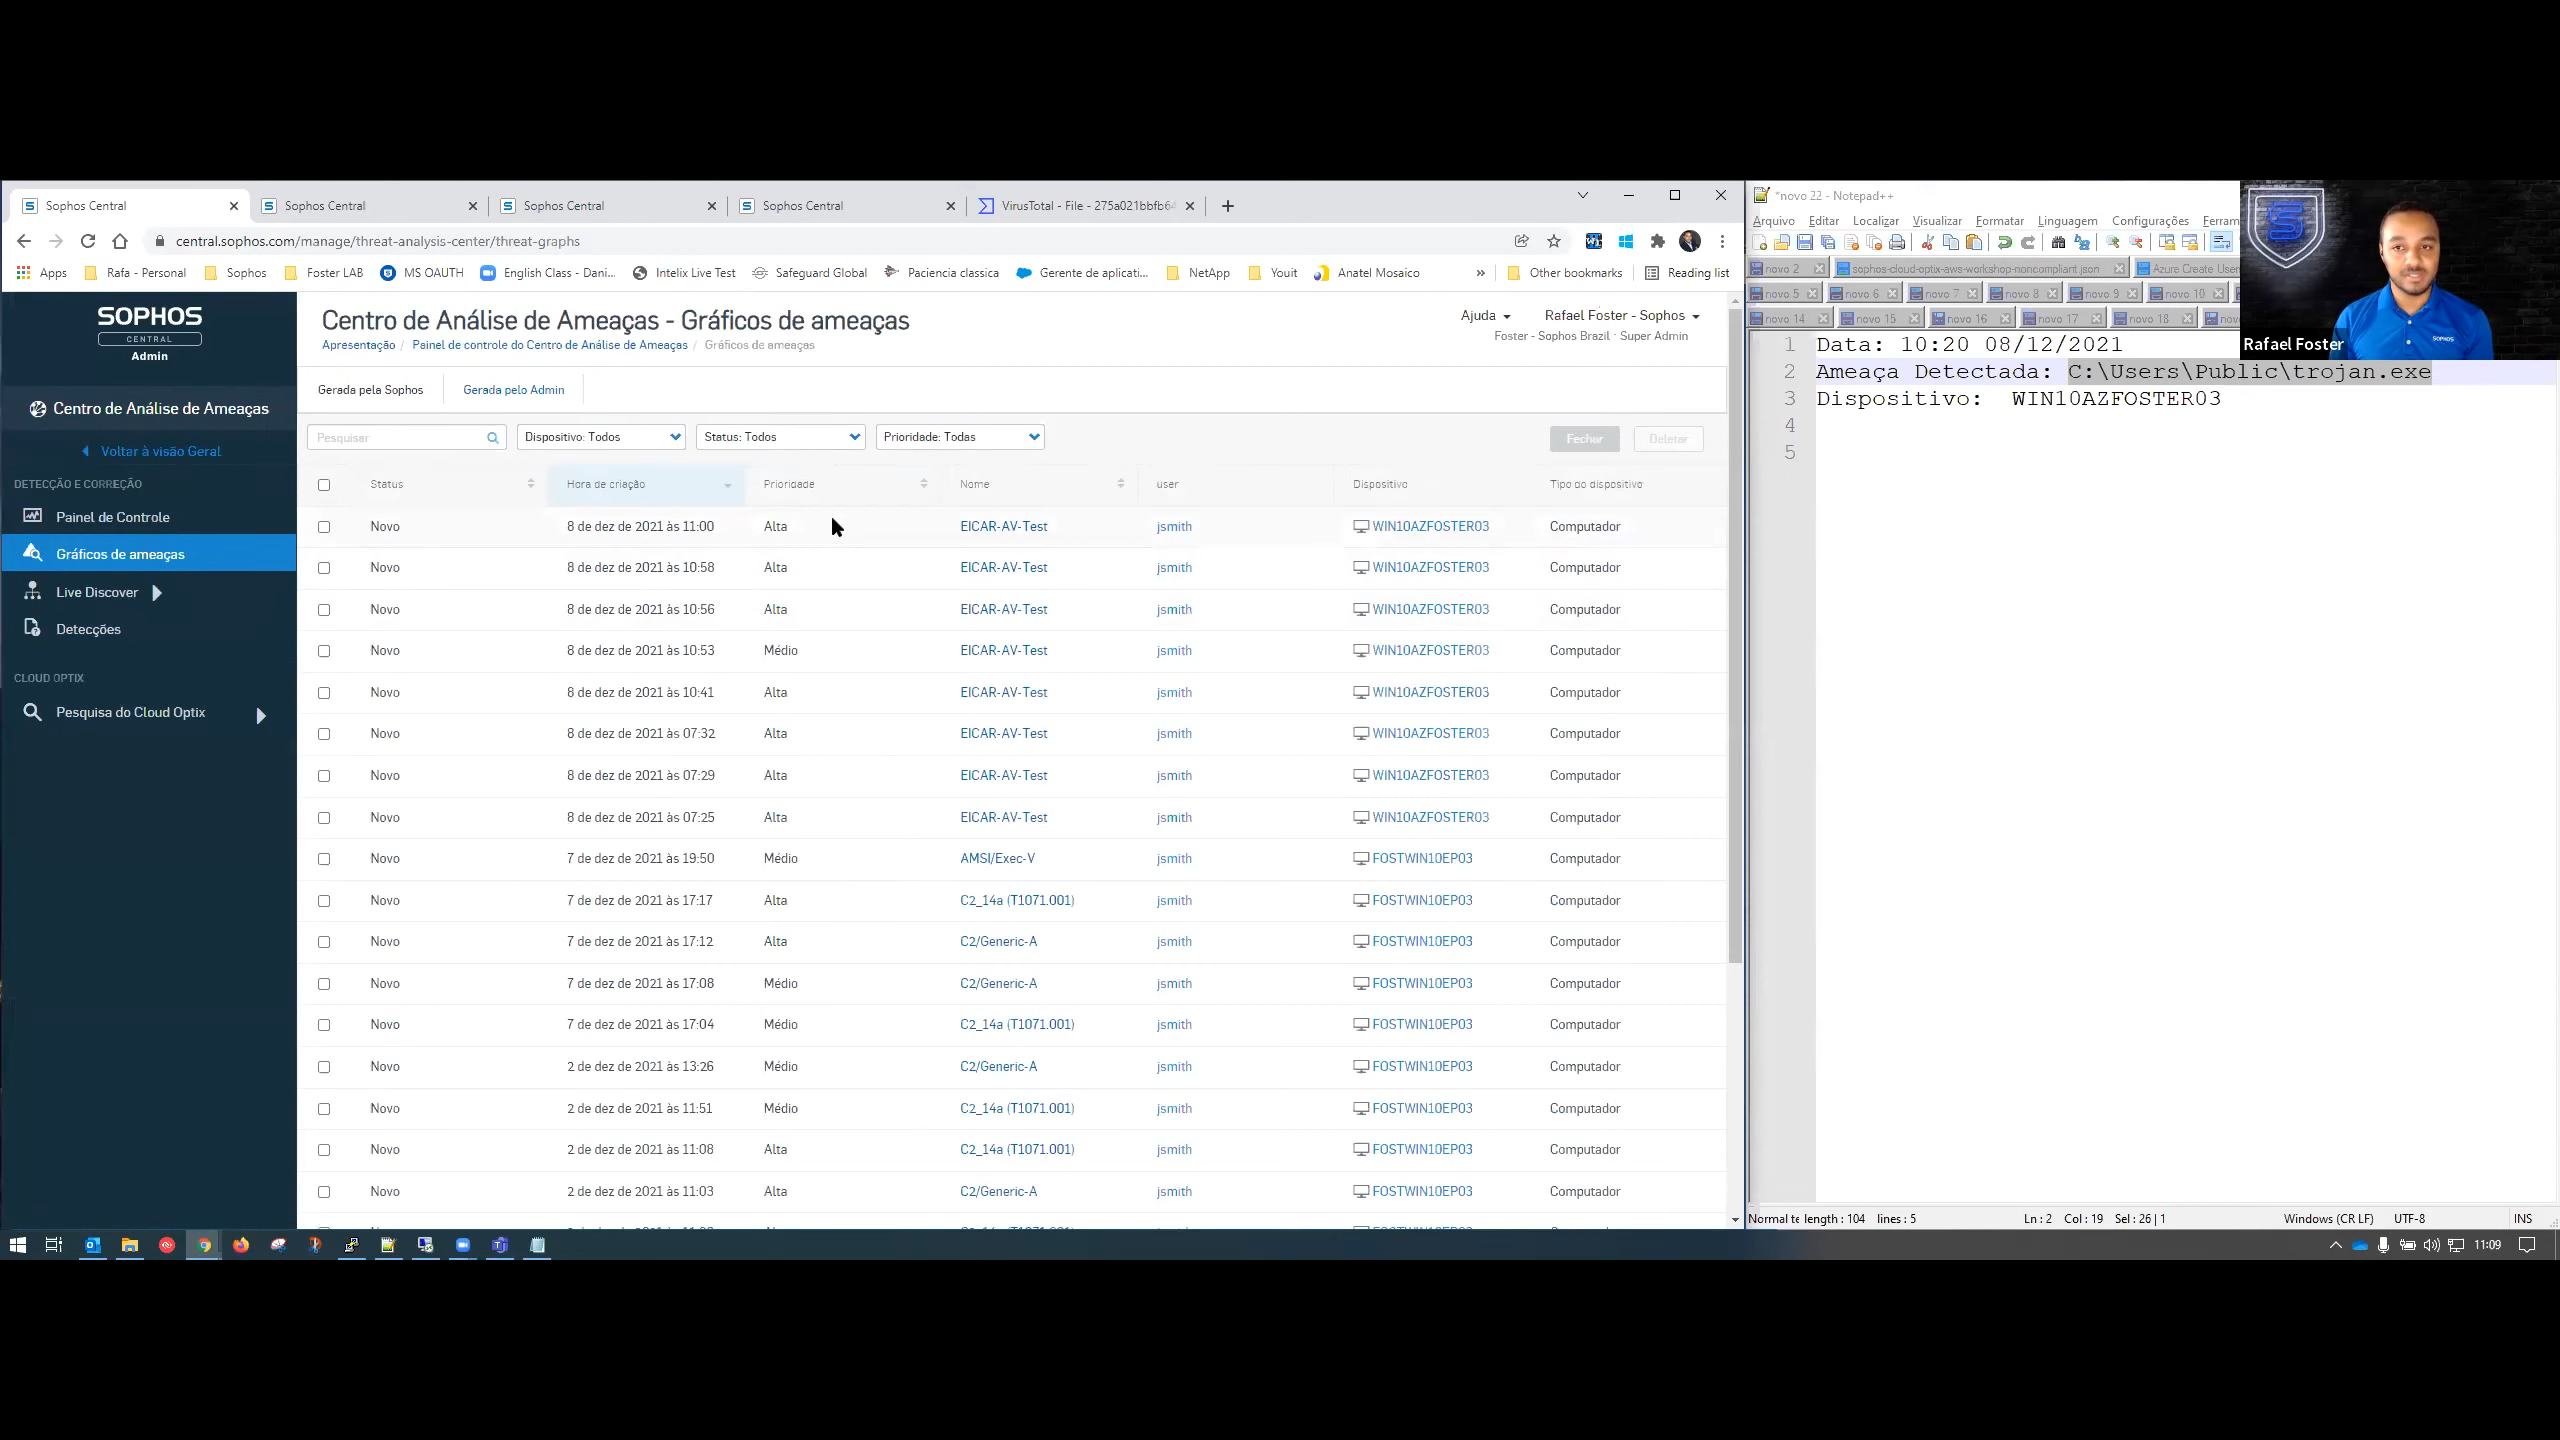 Sophos Central
Sophos Central
Sophos Central
Sophos Central
VirusTotal - File - 275a021bbfb64
central.sophos.com/manage/threat-analysis-center/threat-graphs
Apps
Rafa - Personal
Sophos
Foster LAB
MS OAUTH
English Class - Dani...
Intelix Live Test
Safeguard Global
Paciencia classica
Gerente de aplicati...
NetApp
Youit
Anatel Mosaico
»
Other bookmarks
Reading list
SOPHOS
CENTRAL
Admin
Centro de Análise de Ameaças
Voltar à visão Geral
DETECÇÃO E CORREÇÃO
Painel de Controle
Gráficos de ameaças
Live Discover
Detecções
CLOUD OPTIX
Pesquisa do Cloud Optix
Centro de Análise de Ameaças - Gráficos de ameaças
Apresentação / Painel de controle do Centro de Análise de Ameaças / Gráficos de ameaças
Ajuda
Rafael Foster - Sophos
Foster - Sophos Brazil · Super Admin
Gerada pela Sophos
Gerada pelo Admin
Pesquisar
Dispositivo: Todos
Status: Todos
Prioridade: Todas
Fechar
Deletar
Status Hora de criação Prioridade Nome user Dispositivo Tipo do dispositivo
Novo 8 de dez de 2021 às 11:00 Alta EICAR-AV-Test jsmith WIN10AZFOSTER03 Computador
Novo 8 de dez de 2021 às 10:58 Alta EICAR-AV-Test jsmith WIN10AZFOSTER03 Computador
Novo 8 de dez de 2021 às 10:56 Alta EICAR-AV-Test jsmith WIN10AZFOSTER03 Computador
Novo 8 de dez de 2021 às 10:53 Médio EICAR-AV-Test jsmith WIN10AZFOSTER03 Computador
Novo 8 de dez de 2021 às 10:41 Alta EICAR-AV-Test jsmith WIN10AZFOSTER03 Computador
Novo 8 de dez de 2021 às 07:32 Alta EICAR-AV-Test jsmith WIN10AZFOSTER03 Computador
Novo 8 de dez de 2021 às 07:29 Alta EICAR-AV-Test jsmith WIN10AZFOSTER03 Computador
Novo 8 de dez de 2021 às 07:25 Alta EICAR-AV-Test jsmith WIN10AZFOSTER03 Computador
Novo 7 de dez de 2021 às 19:50 Médio AMSI/Exec-V jsmith FOSTWIN10EP03 Computador
Novo 7 de dez de 2021 às 17:17 Alta C2_14a (T1071.001) jsmith FOSTWIN10EP03 Computador
Novo 7 de dez de 2021 às 17:12 Alta C2/Generic-A jsmith FOSTWIN10EP03 Computador
Novo 7 de dez de 2021 às 17:08 Médio C2/Generic-A jsmith FOSTWIN10EP03 Computador
Novo 7 de dez de 2021 às 17:04 Médio C2_14a (T1071.001) jsmith FOSTWIN10EP03 Computador
Novo 2 de dez de 2021 às 13:26 Médio C2/Generic-A jsmith FOSTWIN10EP03 Computador
Novo 2 de dez de 2021 às 11:51 Médio C2_14a (T1071.001) jsmith FOSTWIN10EP03 Computador
Novo 2 de dez de 2021 às 11:08 Alta C2_14a (T1071.001) jsmith FOSTWIN10EP03 Computador
Novo 2 de dez de 2021 às 11:03 Alta C2/Generic-A jsmith FOSTWIN10EP03 Computador
*novo 22 - Notepad++
Arquivo Editar Localizar Visualizar Formatar Linguagem Configurações Ferram
novo 2 sophos-cloud-optix-aws-workshop-noncompliant.json Azure Create User
novo 5 novo 6 novo 7 novo 8 novo 9 novo 10
novo 14 novo 15 novo 16 novo 17 novo 18
1 Data: 10:20 08/12/2021
2 Ameaça Detectada: C:\Users\Public\trojan.exe
3 Dispositivo: WIN10AZFOSTER03
4
5
Rafael Foster
SOPHOS
Normal te length : 104 lines : 5 Ln : 2 Col : 19 Sel : 26 | 1 Windows (CR LF) UTF-8 INS
11:09